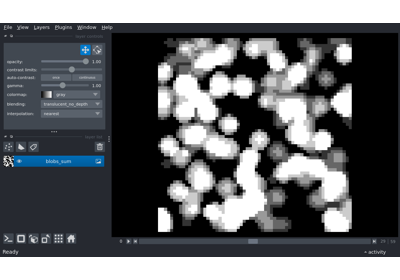 File View Layers Plugins Window Help
opacity: 1.00
contrast limits:
auto-contrast: once continuous
gamma: 1.00
colormap: gray
blending: translucent_no_depth
interpolation: nearest
blobs_sum
Ready
activity